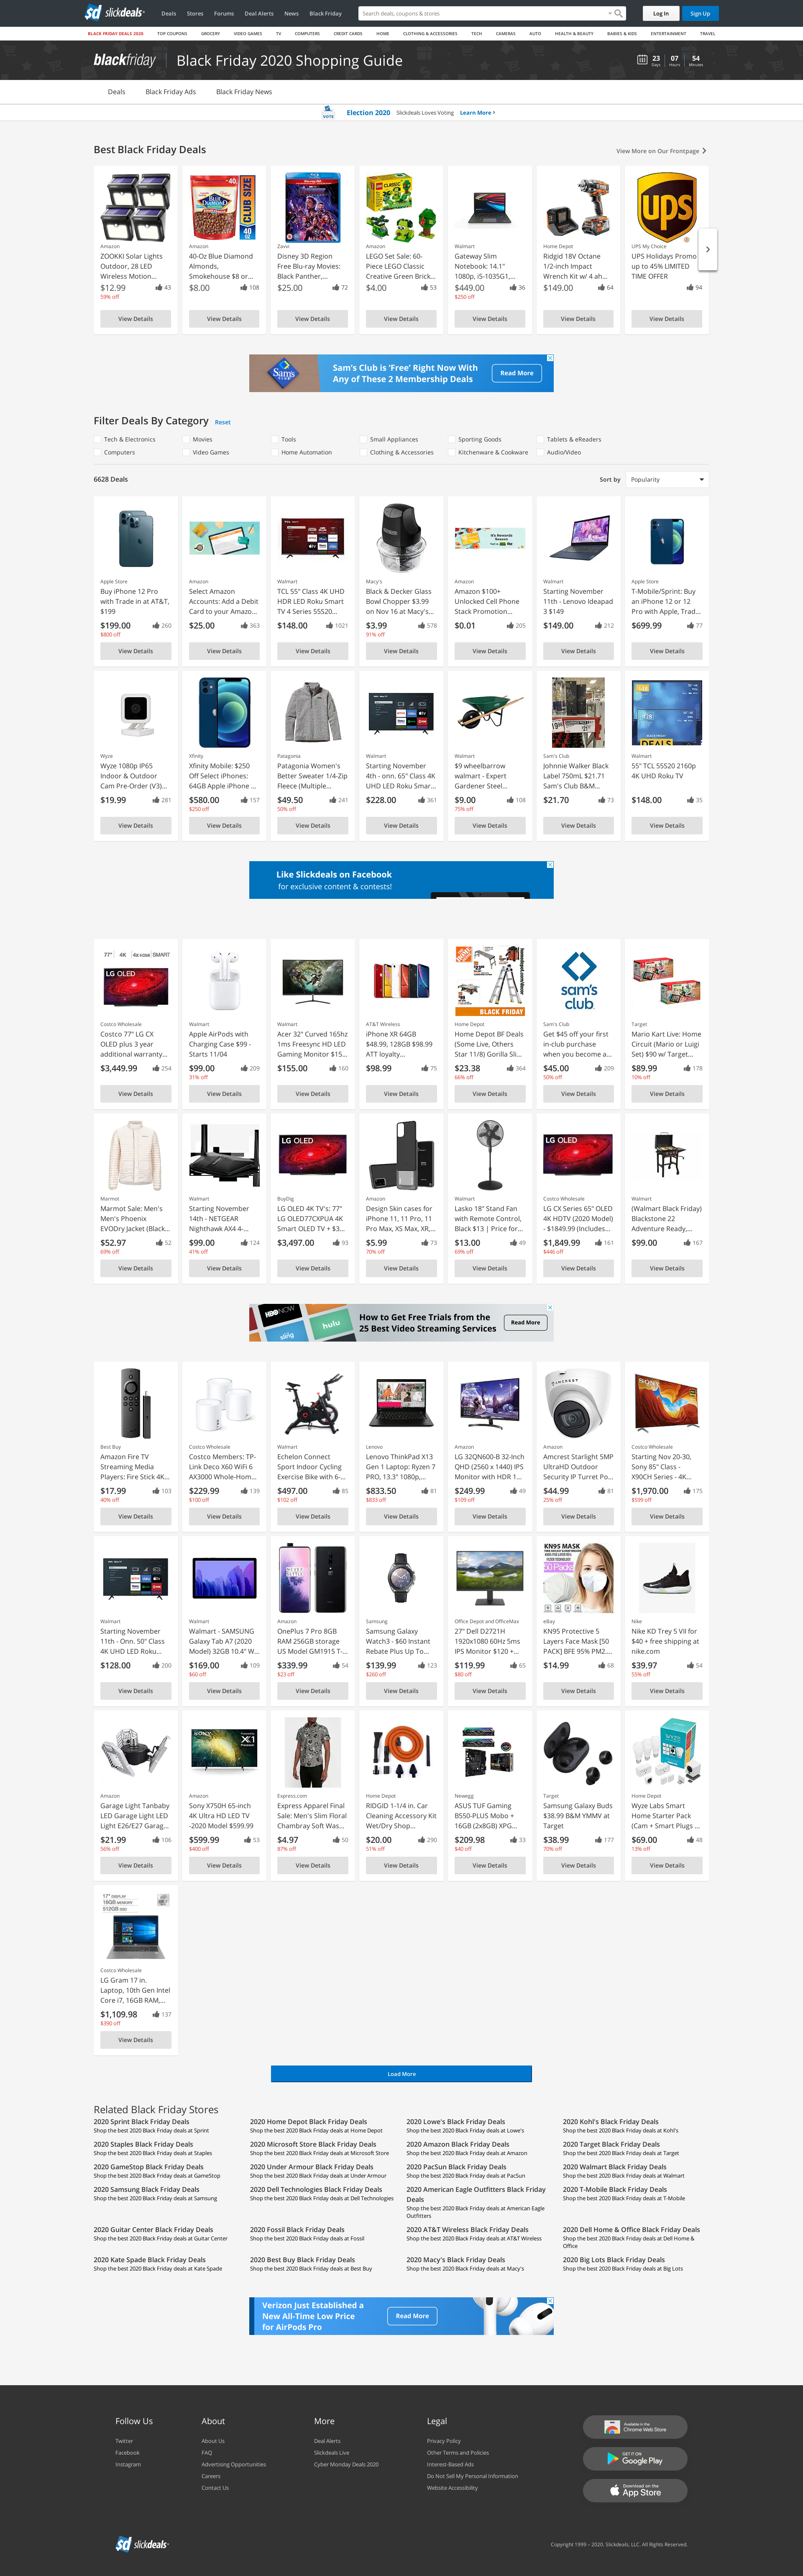 slickdeals
Deals Stores Forums Deal Alerts News Black Friday
Search deals, coupons & stores
Log In Sign Up
BLACK FRIDAY DEALS 2020 TOP COUPONS GROCERY VIDEO GAMES TV COMPUTERS CREDIT CARDS HOME CLOTHING & ACCESSORIES TECH CAMERAS AUTO HEALTH & BEAUTY BABIES & KIDS ENTERTAINMENT TRAVEL
blackfriday Black Friday 2020 Shopping Guide
23 Days 07 Hours 54 Minutes
Deals Black Friday Ads Black Friday News
VOTE Election 2020 Slickdeals Loves Voting Learn More
Best Black Friday Deals
View More on Our Frontpage
Amazon
ZOOKKI Solar Lights
Outdoor, 28 LED
Wireless Motion...
$12.99 43
59% off
View Details
Amazon
40-Oz Blue Diamond
Almonds,
Smokehouse $8 or...
$8.00 108
View Details
Zavvi
Disney 3D Region
Free Blu-ray Movies:
Black Panther,...
$25.00 72
View Details
Amazon
LEGO Set Sale: 60-
Piece LEGO Classic
Creative Green Brick...
$4.00 53
View Details
Walmart
Gateway Slim
Notebook: 14.1"
1080p, i5-1035G1,...
$449.00 36
$250 off
View Details
Home Depot
Ridgid 18V Octane
1/2-inch Impact
Wrench Kit w/ 4 ah...
$149.00 64
View Details
UPS My Choice
UPS Holidays Promo
up to 45% LIMITED
TIME OFFER
94
View Details
Sam's Club is 'Free' Right Now With
Any of These 2 Membership Deals
Read More
Filter Deals By Category Reset
Tech & Electronics Movies Tools Small Appliances Sporting Goods Tablets & eReaders
Computers Video Games Home Automation Clothing & Accessories Kitchenware & Cookware Audio/Video
6628 Deals
Sort by Popularity
Apple Store
Buy iPhone 12 Pro
with Trade in at AT&T,
$199
$199.00 260
$800 off
View Details
Amazon
Select Amazon
Accounts: Add a Debit
Card to your Amazo...
$25.00 363
View Details
Walmart
TCL 55" Class 4K UHD
HDR LED Roku Smart
TV 4 Series 55S20...
$148.00 1021
View Details
Macy's
Black & Decker Glass
Bowl Chopper $3.99
on Nov 16 at Macy's...
$3.99 578
91% off
View Details
Amazon
Amazon $100+
Unlocked Cell Phone
Stack Promotion...
$0.01 205
View Details
Walmart
Starting November
11th - Lenovo Ideapad
3 $149
$149.00 212
View Details
Apple Store
T-Mobile/Sprint: Buy
an iPhone 12 or 12
Pro with Apple, Trad...
$699.99 77
View Details
Wyze
Wyze 1080p IP65
Indoor & Outdoor
Cam Pre-Order (V3)...
$19.99 281
View Details
Xfinity
Xfinity Mobile: $250
Off Select iPhones:
64GB Apple iPhone ...
$580.00 157
$250 off
View Details
Patagonia
Patagonia Women's
Better Sweater 1/4-Zip
Fleece (Multiple...
$49.50 241
50% off
View Details
Walmart
Starting November
4th - onn. 65" Class 4K
UHD LED Roku Smar...
$228.00 361
View Details
Walmart
$9 wheelbarrow
walmart - Expert
Gardener Steel...
$9.00 108
75% off
View Details
Sam's Club
Johnnie Walker Black
Label 750mL $21.71
Sam's Club B&M...
$21.70 73
View Details
Walmart
55" TCL 55S20 2160p
4K UHD Roku TV
$148.00 35
View Details
Like Slickdeals on Facebook
for exclusive content & contests!
Costco Wholesale
Costco 77" LG CX
OLED plus 3 year
additional warranty...
$3,449.99 254
View Details
Walmart
Apple AirPods with
Charging Case $99 -
Starts 11/04
$99.00 209
31% off
View Details
Walmart
Acer 32" Curved 165hz
1ms Freesync HD LED
Gaming Monitor $15...
$155.00 160
View Details
AT&T Wireless
iPhone XR 64GB
$48.99, 128GB $98.99
ATT loyalty...
$98.99 75
View Details
Home Depot
Home Depot BF Deals
(Some Live, Others
Star 11/8) Gorilla Sli...
$23.38 364
66% off
View Details
Sam's Club
Get $45 off your first
in-club purchase
when you become a...
$45.00 209
50% off
View Details
Target
Mario Kart Live: Home
Circuit (Mario or Luigi
Set) $90 w/ Target...
$89.99 178
10% off
View Details
Marmot
Marmot Sale: Men's
Men's Phoenix
EVODry Jacket (Black...
$52.97 52
69% off
View Details
Walmart
Starting November
14th - NETGEAR
Nighthawk AX4 4-...
$99.00 124
41% off
View Details
BuyDig
LG OLED 4K TV's: 77"
LG OLED77CXPUA 4K
Smart OLED TV + $3...
$3,497.00 93
View Details
Amazon
Design Skin cases for
iPhone 11, 11 Pro, 11
Pro Max, XS Max, XR,...
$5.99 73
70% off
View Details
Walmart
Lasko 18" Stand Fan
with Remote Control,
Black $13 | Price for...
$13.00 49
69% off
View Details
Costco Wholesale
LG CX Series 65" OLED
4K HDTV (2020 Model)
- $1849.99 (Includes...
$1,849.99 161
$446 off
View Details
Walmart
(Walmart Black Friday)
Blackstone 22
Adventure Ready,...
$99.00 167
View Details
How to Get Free Trials from the
25 Best Video Streaming Services
Read More
Best Buy
Amazon Fire TV
Streaming Media
Players: Fire Stick 4K...
$17.99 103
40% off
View Details
Costco Wholesale
Costco Members: TP-
Link Deco X60 WiFi 6
AX3000 Whole-Hom...
$229.99 139
$100 off
View Details
Walmart
Echelon Connect
Sport Indoor Cycling
Exercise Bike with 6-...
$497.00 85
$102 off
View Details
Lenovo
Lenovo ThinkPad X13
Gen 1 Laptop: Ryzen 7
PRO, 13.3" 1080p,...
$833.50 81
$833 off
View Details
Amazon
LG 32QN600-B 32-Inch
QHD (2560 x 1440) IPS
Monitor with HDR 1...
$249.99 49
$109 off
View Details
Amazon
Amcrest Starlight 5MP
UltraHD Outdoor
Security IP Turret Po...
$44.99 81
25% off
View Details
Costco Wholesale
Starting Nov 20-30,
Sony 85" Class -
X90CH Series - 4K...
$1,970.00 175
$599 off
View Details
Walmart
Starting November
11th - Onn. 50" Class
4K UHD LED Roku...
$128.00 200
View Details
Walmart
Walmart - SAMSUNG
Galaxy Tab A7 (2020
Model) 32GB 10.4" W...
$169.00 109
$60 off
View Details
Amazon
OnePlus 7 Pro 8GB
RAM 256GB storage
US Model GM1915 T-...
$339.99 54
$23 off
View Details
Samsung
Samsung Galaxy
Watch3 - $60 Instant
Rebate Plus Up To...
$139.99 123
$260 off
View Details
Office Depot and OfficeMax
27" Dell D2721H
1920x1080 60Hz 5ms
IPS Monitor $120 +...
$119.99 65
$80 off
View Details
eBay
KN95 Protective 5
Layers Face Mask [50
PACK] BFE 95% PM2....
$14.99 68
View Details
Nike
Nike KD Trey 5 VII for
$40 + free shipping at
nike.com
$39.97 54
55% off
View Details
Amazon
Garage Light Tanbaby
LED Garage Light LED
Light E26/E27 Garag...
$21.99 106
56% off
View Details
Amazon
Sony X750H 65-inch
4K Ultra HD LED TV
-2020 Model $599.99
$599.99 53
$400 off
View Details
Express.com
Express Apparel Final
Sale: Men's Slim Floral
Chambray Soft Was...
$4.97 50
87% off
View Details
Home Depot
RIDGID 1-1/4 in. Car
Cleaning Accessory Kit
Wet/Dry Shop...
$20.00 290
51% off
View Details
Newegg
ASUS TUF Gaming
B550-PLUS Mobo +
16GB (2x8GB) XPG...
$209.98 33
$40 off
View Details
Target
Samsung Galaxy Buds
$38.99 B&M YMMV at
Target
$38.99 177
70% off
View Details
Home Depot
Wyze Labs Smart
Home Starter Pack
(Cam + Smart Plugs ...
$69.00 48
13% off
View Details
Costco Wholesale
LG Gram 17 in.
Laptop, 10th Gen Intel
Core i7, 16GB RAM,...
$1,109.98 137
$390 off
View Details
Load More
Related Black Friday Stores
2020 Sprint Black Friday Deals
Shop the best 2020 Black Friday deals at Sprint
2020 Home Depot Black Friday Deals
Shop the best 2020 Black Friday deals at Home Depot
2020 Lowe's Black Friday Deals
Shop the best 2020 Black Friday deals at Lowe's
2020 Kohl's Black Friday Deals
Shop the best 2020 Black Friday deals at Kohl's
2020 Staples Black Friday Deals
Shop the best 2020 Black Friday deals at Staples
2020 Microsoft Store Black Friday Deals
Shop the best 2020 Black Friday deals at Microsoft Store
2020 Amazon Black Friday Deals
Shop the best 2020 Black Friday deals at Amazon
2020 Target Black Friday Deals
Shop the best 2020 Black Friday deals at Target
2020 GameStop Black Friday Deals
Shop the best 2020 Black Friday deals at GameStop
2020 Under Armour Black Friday Deals
Shop the best 2020 Black Friday deals at Under Armour
2020 PacSun Black Friday Deals
Shop the best 2020 Black Friday deals at PacSun
2020 Walmart Black Friday Deals
Shop the best 2020 Black Friday deals at Walmart
2020 Samsung Black Friday Deals
Shop the best 2020 Black Friday deals at Samsung
2020 Dell Technologies Black Friday Deals
Shop the best 2020 Black Friday deals at Dell Technologies
2020 American Eagle Outfitters Black Friday
Deals
Shop the best 2020 Black Friday deals at American Eagle
Outfitters
2020 T-Mobile Black Friday Deals
Shop the best 2020 Black Friday deals at T-Mobile
2020 Guitar Center Black Friday Deals
Shop the best 2020 Black Friday deals at Guitar Center
2020 Fossil Black Friday Deals
Shop the best 2020 Black Friday deals at Fossil
2020 AT&T Wireless Black Friday Deals
Shop the best 2020 Black Friday deals at AT&T Wireless
2020 Dell Home & Office Black Friday Deals
Shop the best 2020 Black Friday deals at Dell Home &
Office
2020 Kate Spade Black Friday Deals
Shop the best 2020 Black Friday deals at Kate Spade
2020 Best Buy Black Friday Deals
Shop the best 2020 Black Friday deals at Best Buy
2020 Macy's Black Friday Deals
Shop the best 2020 Black Friday deals at Macy's
2020 Big Lots Black Friday Deals
Shop the best 2020 Black Friday deals at Big Lots
Verizon Just Established a
New All-Time Low Price
for AirPods Pro
Read More
Follow Us
Twitter
Facebook
Instagram
About
About Us
FAQ
Advertising Opportunities
Careers
Contact Us
More
Deal Alerts
Slickdeals Live
Cyber Monday Deals 2020
Legal
Privacy Policy
Other Terms and Policies
Interest-Based Ads
Do Not Sell My Personal Information
Website Accessibility
Available in the
Chrome Web Store
GET IT ON
Google Play
Download on the
App Store
slickdeals
Copyright 1999 - 2020. Slickdeals, LLC. All Rights Reserved.